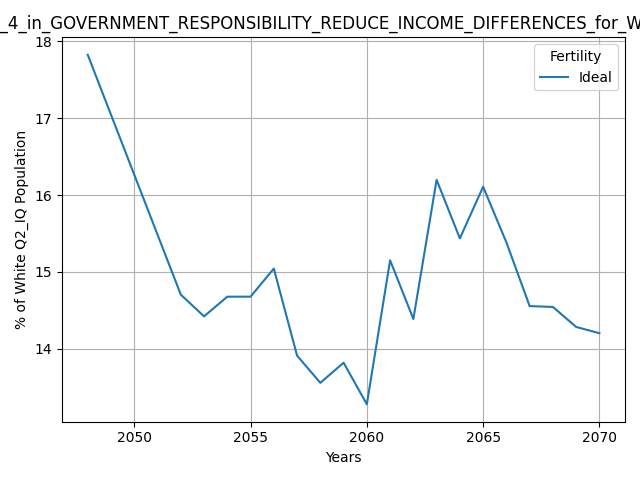 _4_in_GOVERNMENT_RESPONSIBILITY_REDUCE_INCOME_DIFFERENCES_for_W
18
17
16
15
14
% of White Q2_IQ Population
Fertility
Ideal
2050
2055
2060
2065
2070
Years